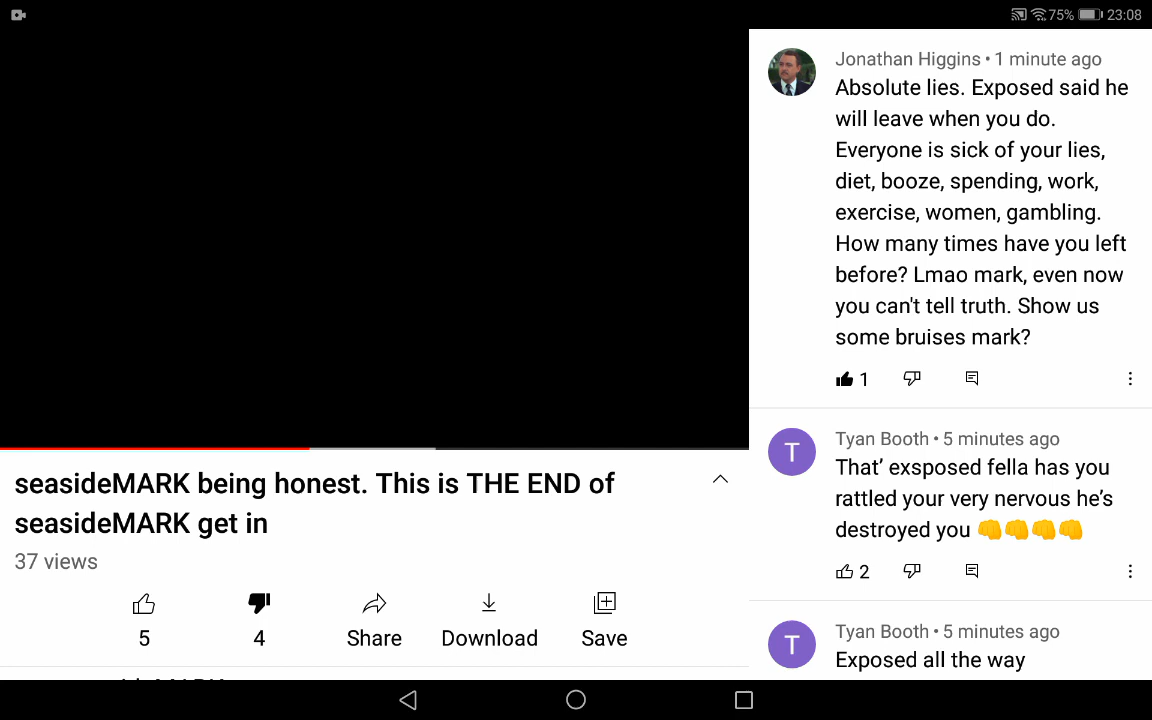 75% 23:08
Jonathan Higgins • 1 minute ago
Absolute lies. Exposed said he
will leave when you do.
Everyone is sick of your lies,
diet, booze, spending, work,
exercise, women, gambling.
How many times have you left
before? Lmao mark, even now
you can't tell truth. Show us
some bruises mark?
1
T
Tyan Booth • 5 minutes ago
That’ exsposed fella has you
rattled your very nervous he’s
destroyed you 👊👊👊👊
2
T
Tyan Booth • 5 minutes ago
Exposed all the way
seasideMARK being honest. This is THE END of
seasideMARK get in
37 views
5 4 Share Download Save